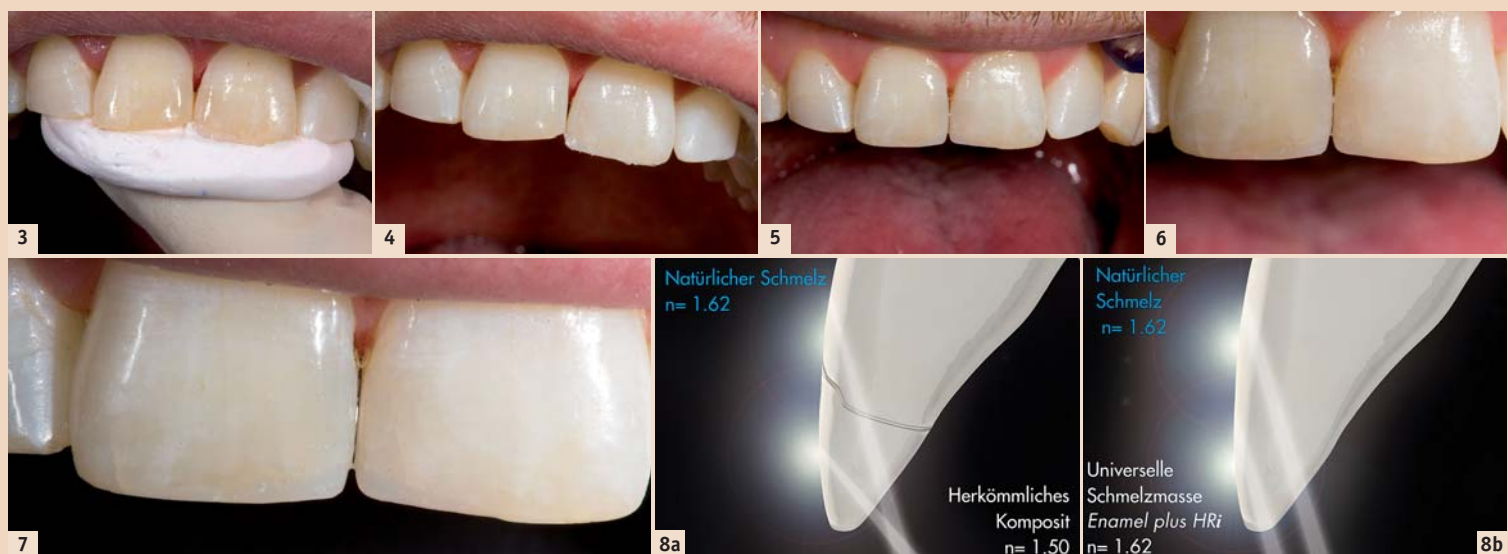 3
4
5
6
7
Natürlicher Schmelz
n= 1.62
Herkömmliches
Komposit
n= 1.50
8a
Natürlicher
Schmelz
n= 1.62
Universelle
Schmelzmasse
Enamel plus HRi
n= 1.62
8b